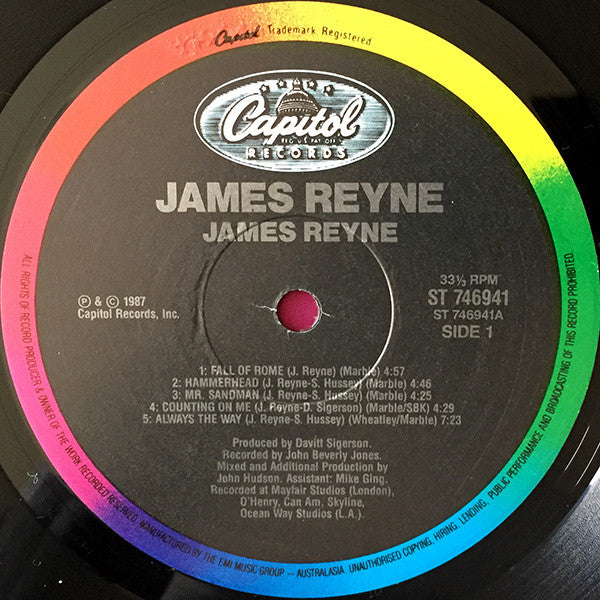 Capitol Trademark Registered
Capitol
REG. U.S. PAT. OFF.
RECORDS
JAMES REYNE
JAMES REYNE
℗ & © 1987
Capitol Records, Inc.
33⅓ RPM
ST 746941
ST 746941A
SIDE 1
1: FALL OF ROME (J. Reyne) (Marble) 4:57
2: HAMMERHEAD (J. Reyne-S. Hussey) (Marble) 4:46
3: MR. SANDMAN (J. Reyne-S. Hussey) (Marble) 4:25
4: COUNTING ON ME (J. Reyne-D. Sigerson) (Marble/SBK) 4:29
5: ALWAYS THE WAY (J. Reyne-S. Hussey) (Wheatley/Marble) 7:23
Produced by Davitt Sigerson.
Recorded by John Beverly Jones.
Mixed and Additional Production by
John Hudson. Assistant: Mike Ging.
Recorded at Mayfair Studios (London),
O'Henry, Can Am, Skyline,
Ocean Way Studios (L.A.).
ALL RIGHTS OF RECORD PRODUCER & OWNER OF THE WORK RECORDED RESERVED. MANUFACTURED BY THE EMI MUSIC GROUP – AUSTRALASIA. UNAUTHORISED COPYING, HIRING, LENDING, PUBLIC PERFORMANCE AND BROADCASTING OF THIS RECORD PROHIBITED.